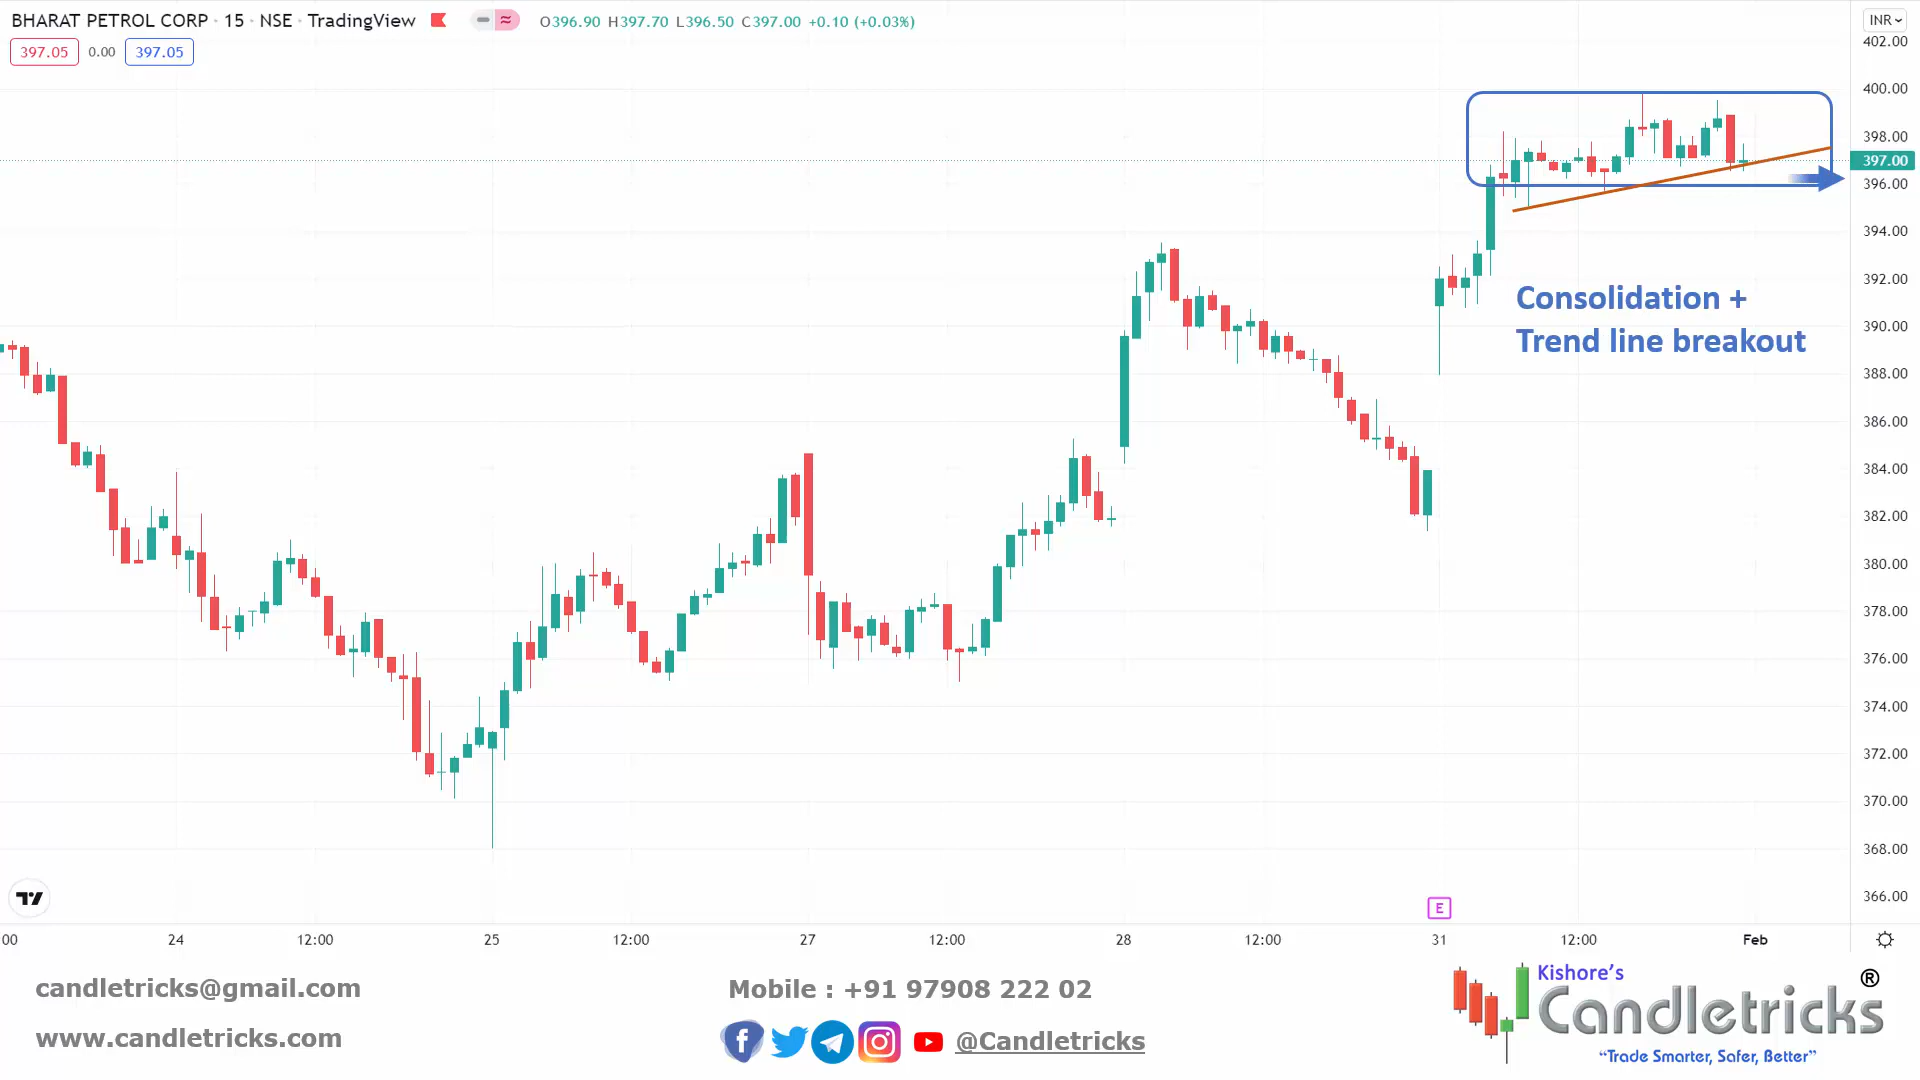 BHARAT PETROL CORP · 15 · NSE · TradingView
O396.90 H397.70 L396.50 C397.00 +0.10 (+0.03%)
INR
397.05 0.00 397.05
402.00
400.00
398.00
397.00
396.00
394.00
392.00
390.00
388.00
386.00
384.00
382.00
380.00
378.00
376.00
374.00
372.00
370.00
368.00
366.00
Consolidation +
Trend line breakout
E
00 24 12:00 25 12:00 27 12:00 28 12:00 31 12:00 Feb
candletricks@gmail.com
www.candletricks.com
Mobile : +91 97908 222 02
@Candletricks
Kishore's
Candletricks®
“Trade Smarter, Safer, Better”